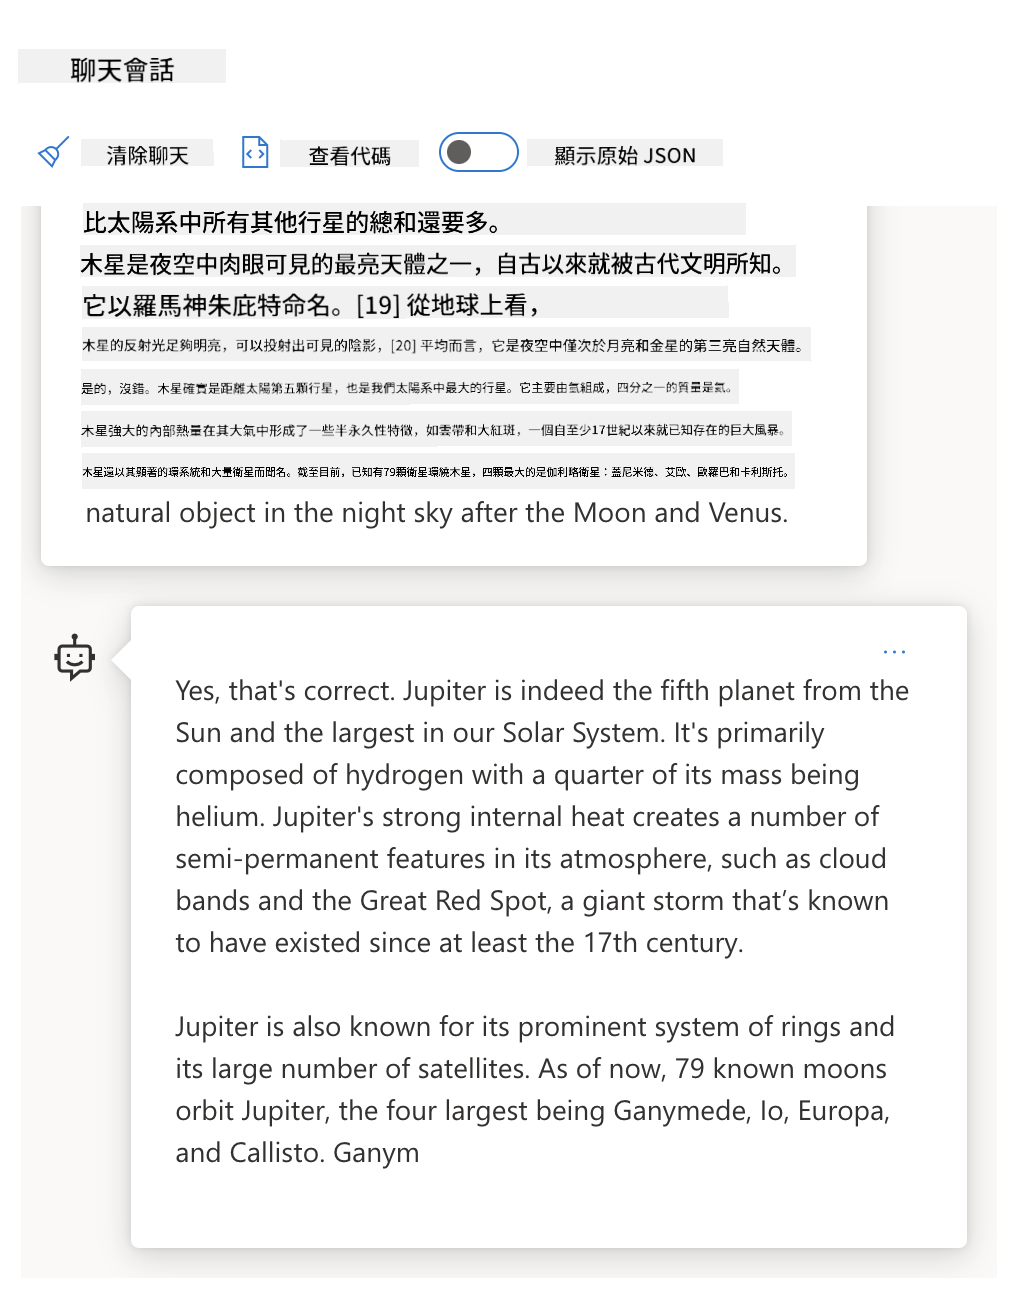 聊天會話
清除聊天 查看代碼 顯示原始 JSON
比太陽系中所有其他行星的總和還要多。
木星是夜空中肉眼可見的最亮天體之一，自古以來就被古代文明所知。
它以羅馬神朱庇特命名。[19] 從地球上看，
木星的反射光足夠明亮，可以投射出可見的陰影，[20] 平均而言，它是夜空中僅次於月亮和金星的第三亮自然天體。
是的，沒錯。木星確實是距離太陽第五顆行星，也是我們太陽系中最大的行星。它主要由氫組成，四分之一的質量是氦。
木星強大的內部熱量在其大氣中形成了一些半永久性特徵，如雲帶和大紅斑，一個自至少17世紀以來就已知存在的巨大風暴。
木星還以其顯著的環系統和大量衛星而聞名。截至目前，已知有79顆衛星環繞木星，四顆最大的是伽利略衛星：蓋尼米德、艾歐、歐羅巴和卡利斯托。
natural object in the night sky after the Moon and Venus.
Yes, that's correct. Jupiter is indeed the fifth planet from the
Sun and the largest in our Solar System. It's primarily
composed of hydrogen with a quarter of its mass being
helium. Jupiter's strong internal heat creates a number of
semi-permanent features in its atmosphere, such as cloud
bands and the Great Red Spot, a giant storm that’s known
to have existed since at least the 17th century.
Jupiter is also known for its prominent system of rings and
its large number of satellites. As of now, 79 known moons
orbit Jupiter, the four largest being Ganymede, Io, Europa,
and Callisto. Ganym